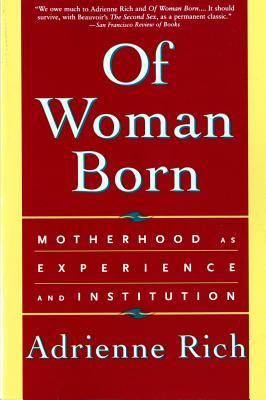 "We owe much to Adrienne Rich and Of Woman Born.... It should
survive, with Beauvoir's The Second Sex, as a permanent classic."
—San Francisco Review of Books
Of
Woman
Born
MOTHERHOOD AS
EXPERIENCE
AND INSTITUTION
Adrienne Rich